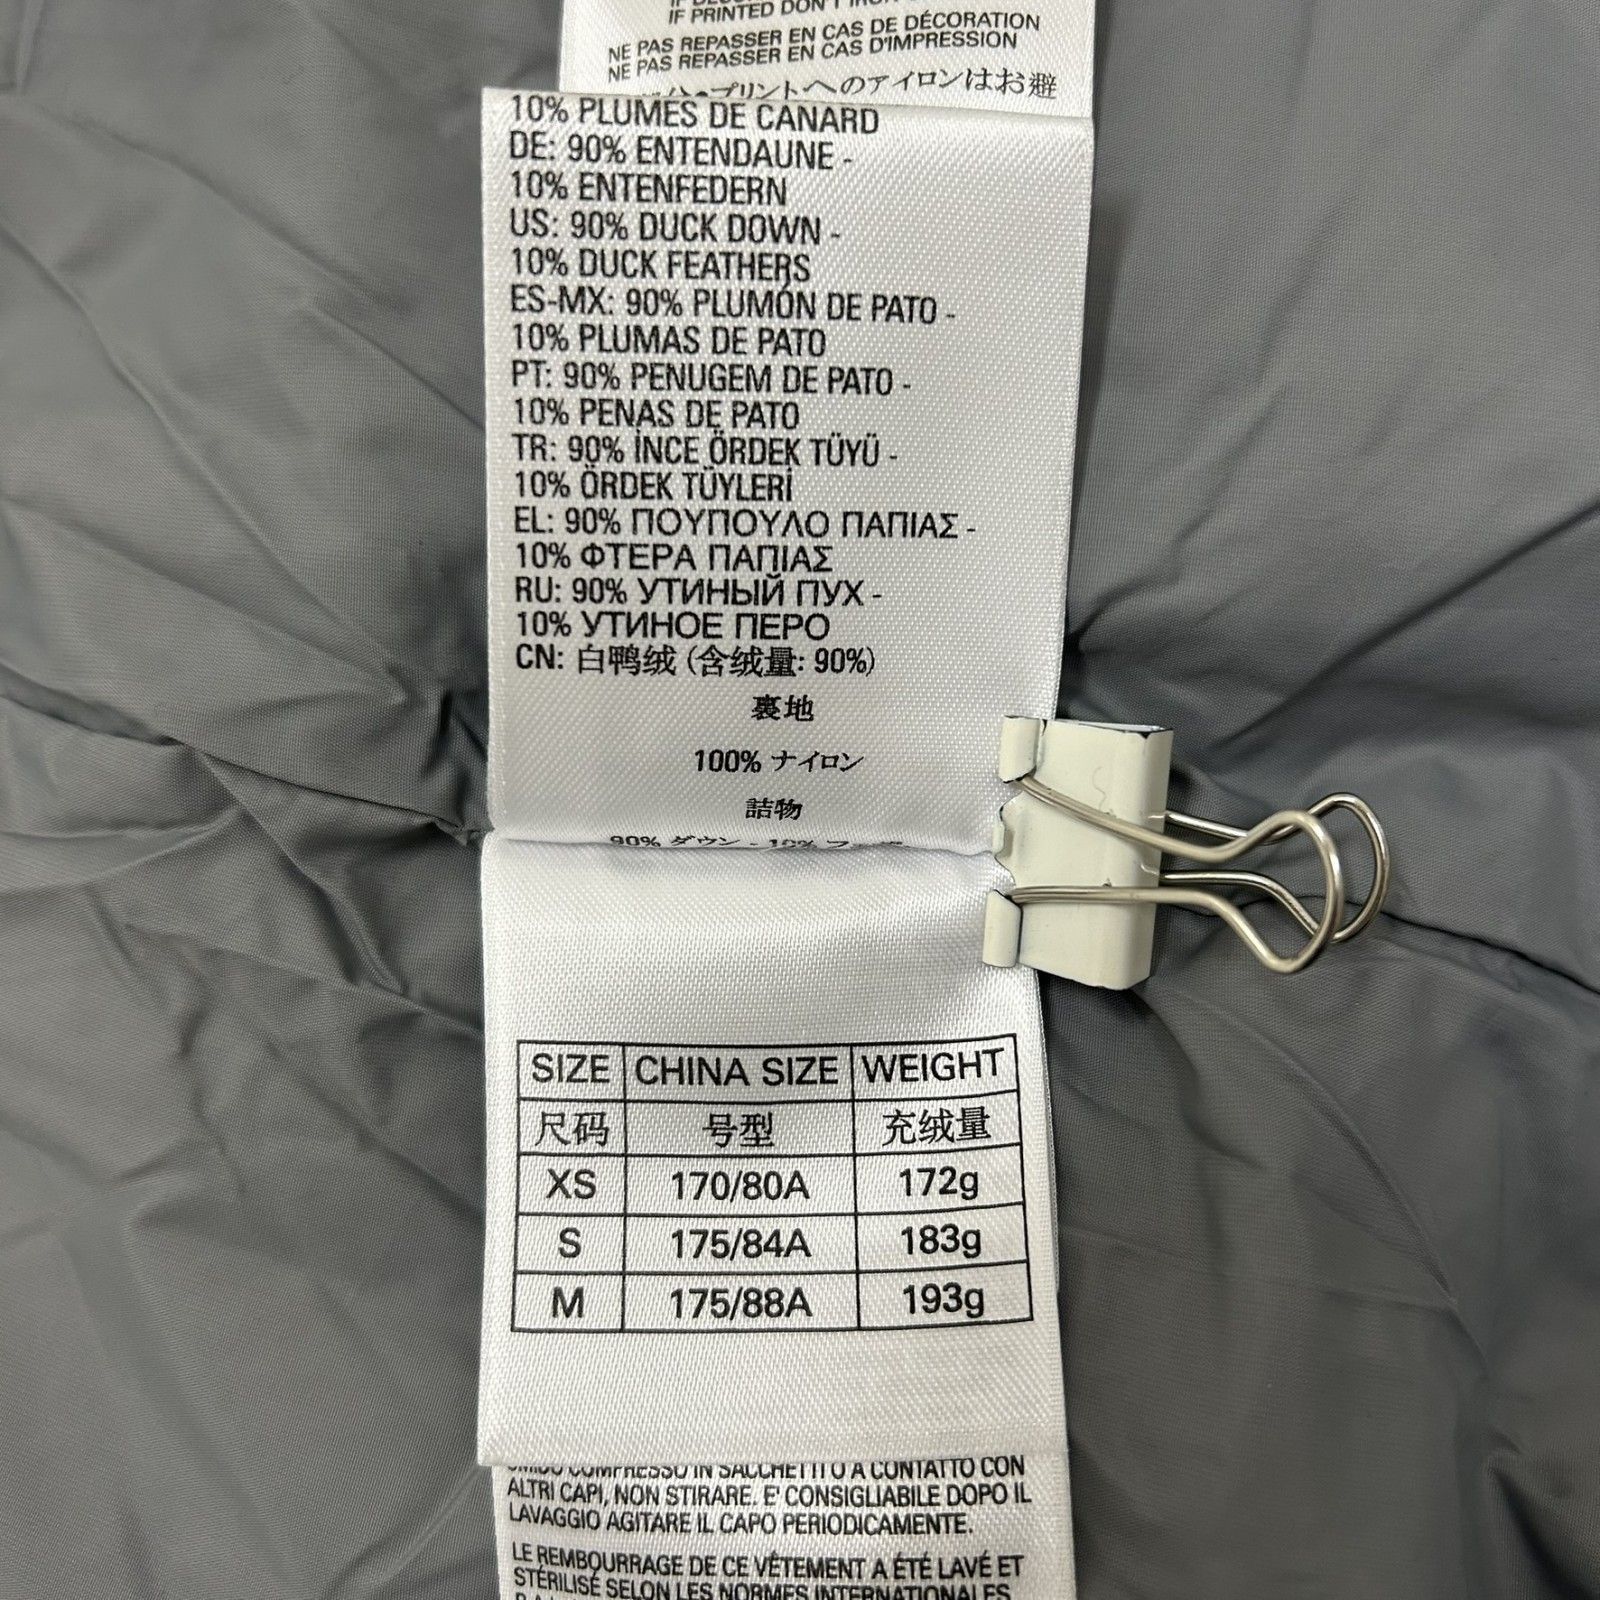 IF PRINTED DON'T IRON
NE PAS REPASSER EN CAS DE DÉCORATION
NE PAS REPASSER EN CAS D'IMPRESSION
プリントへのアイロンはお避
10% PLUMES DE CANARD
DE: 90% ENTENDAUNE -
10% ENTENFEDERN
US: 90% DUCK DOWN -
10% DUCK FEATHERS
ES-MX: 90% PLUMÓN DE PATO -
10% PLUMAS DE PATO
PT: 90% PENUGEM DE PATO -
10% PENAS DE PATO
TR: 90% İNCE ÖRDEK TÜYÜ -
10% ÖRDEK TÜYLERİ
EL: 90% ΠΟΥΠΟΥΛΟ ΠΑΠΙΑΣ -
10% ΦΤΕΡΑ ΠΑΠΙΑΣ
RU: 90% УТИНЫЙ ПУХ -
10% УТИНОЕ ПЕРО
CN: 白鸭绒 (含绒量: 90%)
裏地
100% ナイロン
詰物
90% ダウン - 10%
SIZE CHINA SIZE WEIGHT
尺码 号型 充绒量
XS 170/80A 172g
S 175/84A 183g
M 175/88A 193g
COMPRESSO IN SACCHETTI O A CONTATTO CON
ALTRI CAPI, NON STIRARE. E' CONSIGLIABILE DOPO IL
LAVAGGIO AGITARE IL CAPO PERIODICAMENTE.
LE REMBOURRAGE DE CE VÊTEMENT A ÉTÉ LAVÉ ET
STÉRILISÉ SELON LES NORMES INTERNATIONALES